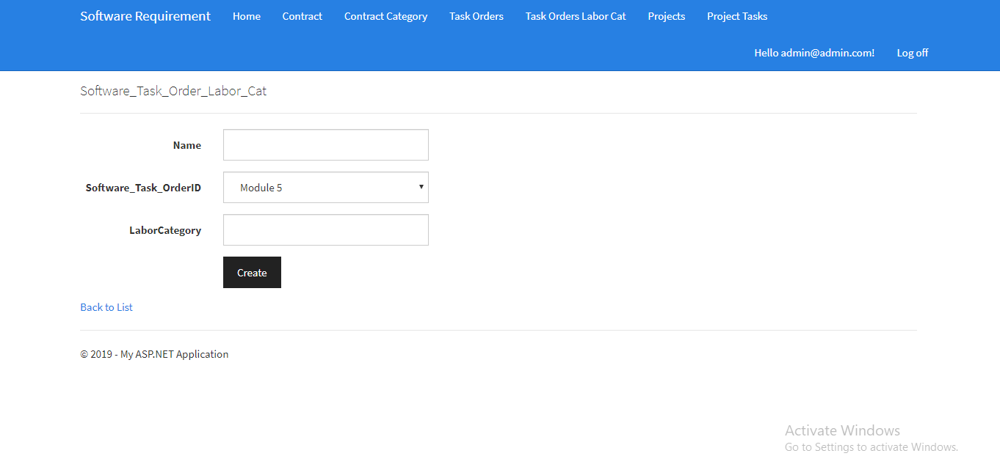 Software Requirement Home Contract Contract Category Task Orders Task Orders Labor Cat Projects Project Tasks
Hello admin@admin.com! Log off
Software_Task_Order_Labor_Cat
Name
Software_Task_OrderID Module 5
LaborCategory
Create
Back to List
© 2019 - My ASP.NET Application
Activate Windows
Go to Settings to activate Windows.